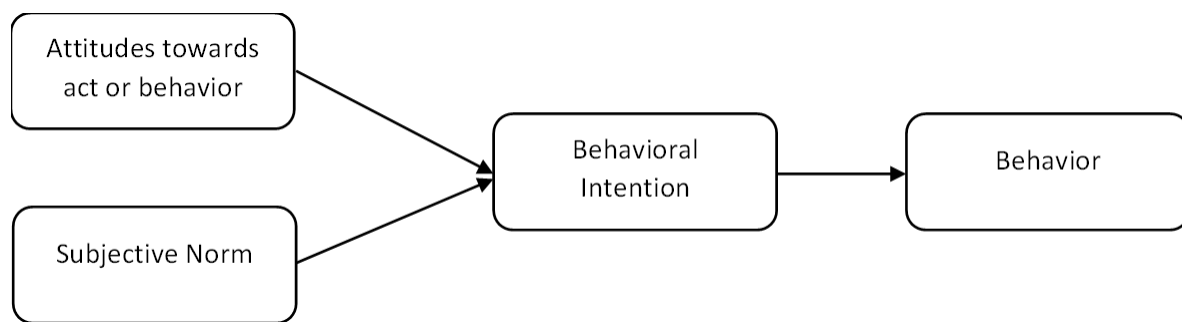 Attitudes towards
act or behavior
Subjective Norm
Behavioral
Intention
Behavior